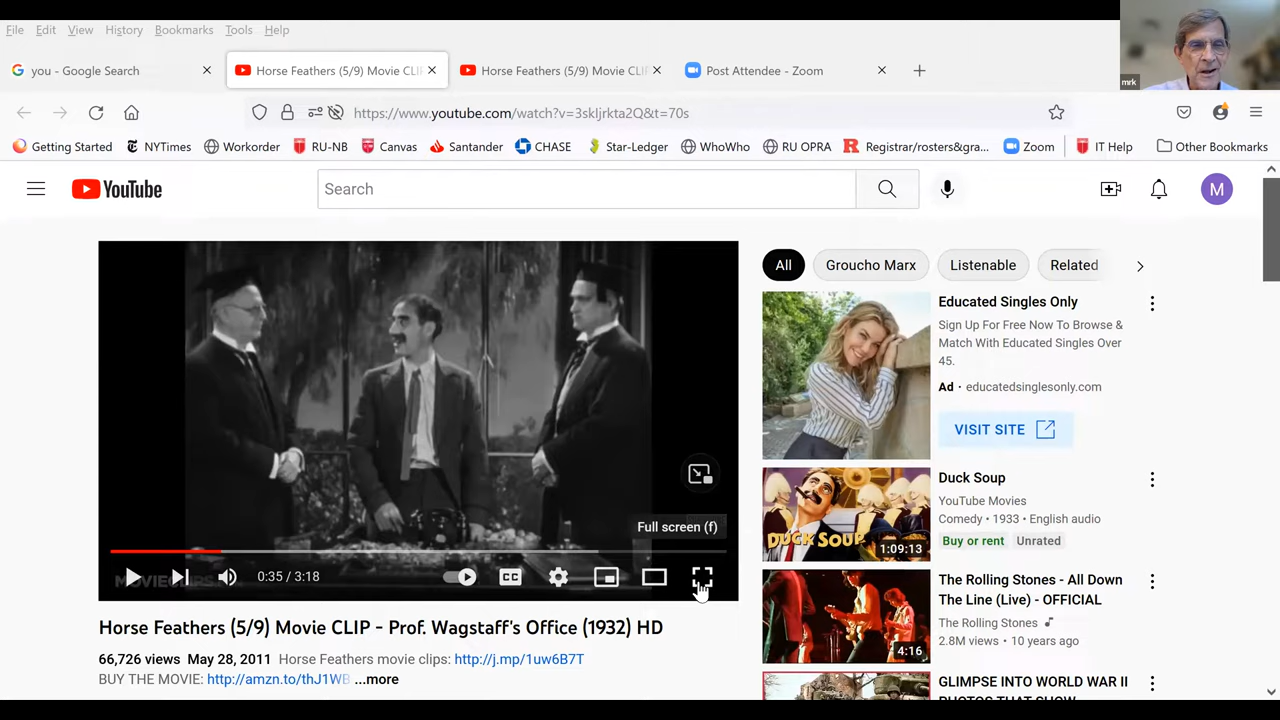 File Edit View History Bookmarks Tools Help
mrk
you - Google Search
Horse Feathers (5/9) Movie CLI
Horse Feathers (5/9) Movie CLI
Post Attendee - Zoom
https://www.youtube.com/watch?v=3skljrkta2Q&t=70s
Getting Started NYTimes Workorder RU-NB Canvas Santander CHASE Star-Ledger WhoWho RU OPRA Registrar/rosters&gra... Zoom IT Help Other Bookmarks
YouTube
Search
M
All Groucho Marx Listenable Related
Full screen (f)
MOVIECLIPS
0:35 / 3:18
CC
Horse Feathers (5/9) Movie CLIP - Prof. Wagstaff's Office (1932) HD
66,726 views May 28, 2011 Horse Feathers movie clips: http://j.mp/1uw6B7T
BUY THE MOVIE: http://amzn.to/thJ1WB ...more
Educated Singles Only
Sign Up For Free Now To Browse &
Match With Educated Singles Over
45.
Ad · educatedsinglesonly.com
VISIT SITE
DUCK SOUP
1:09:13
Duck Soup
YouTube Movies
Comedy • 1933 • English audio
Buy or rent Unrated
4:16
The Rolling Stones - All Down
The Line (Live) - OFFICIAL
The Rolling Stones
2.8M views • 10 years ago
GLIMPSE INTO WORLD WAR II
PHOTOS THAT SHOW